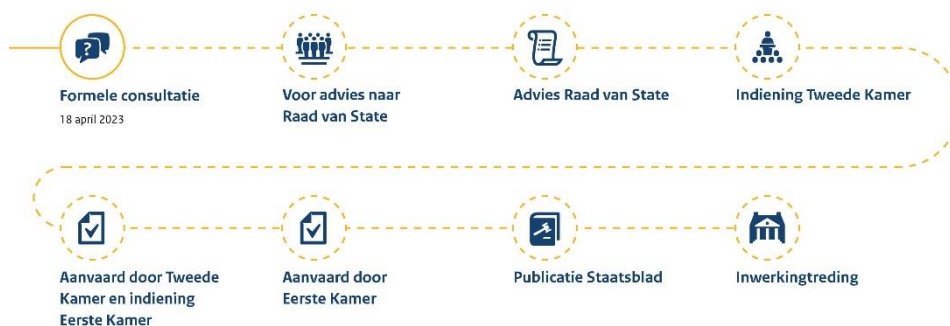 ?
Formele consultatie
18 april 2023
Voor advies naar
Raad van State
Advies Raad van State
Indiening Tweede Kamer
Aanvaard door Tweede
Kamer en indiening
Eerste Kamer
Aanvaard door
Eerste Kamer
Publicatie Staatsblad
Inwerkingtreding